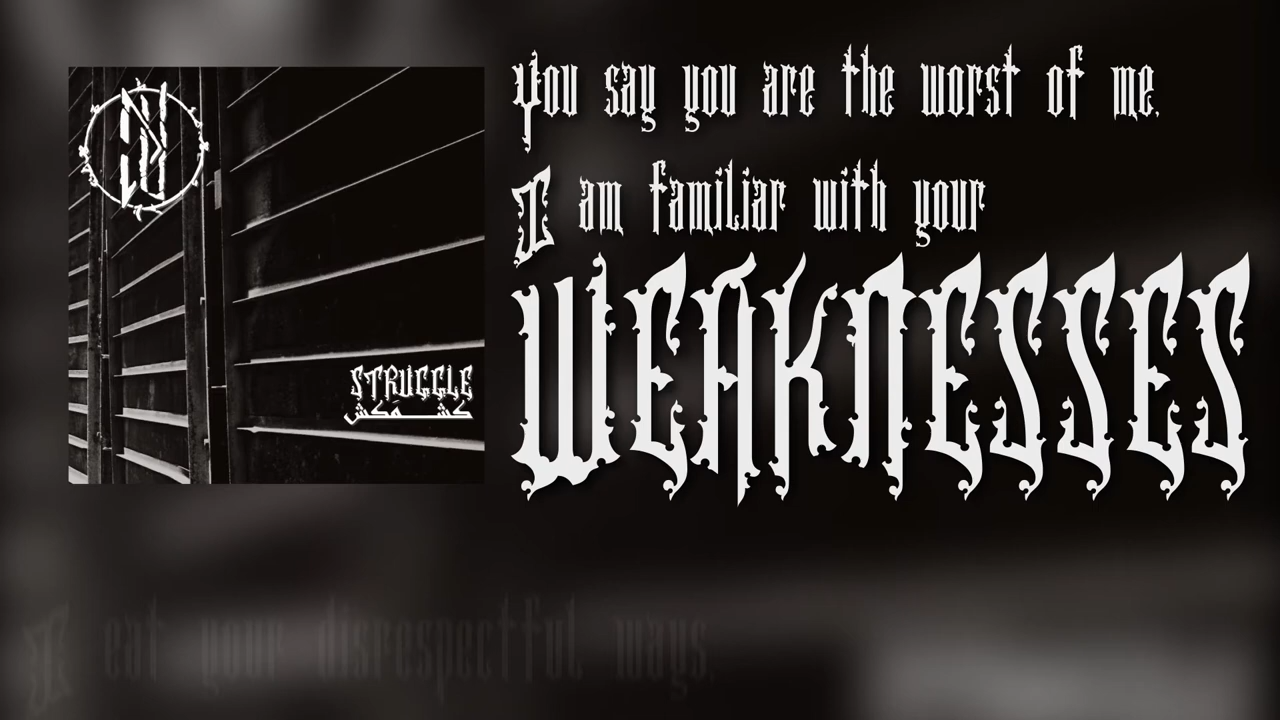 You say you are the worst of me.
I am familiar with your
WEAKNESSES
STRUGGLE
کشمکش
I eat your disrespectful ways.